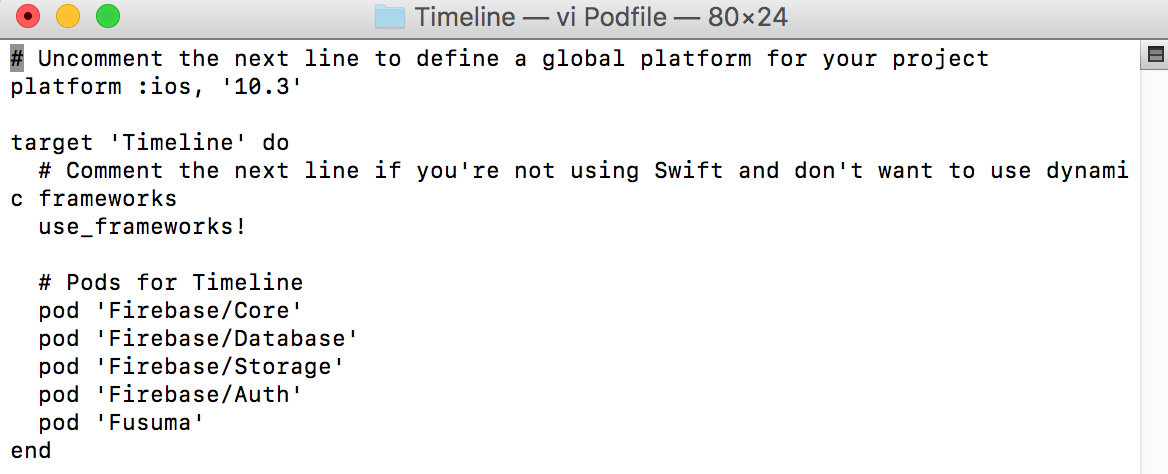 Timeline — vi Podfile — 80×24
# Uncomment the next line to define a global platform for your project
platform :ios, '10.3'
target 'Timeline' do
# Comment the next line if you're not using Swift and don't want to use dynami
c frameworks
use_frameworks!
# Pods for Timeline
pod 'Firebase/Core'
pod 'Firebase/Database'
pod 'Firebase/Storage'
pod 'Firebase/Auth'
pod 'Fusuma'
end